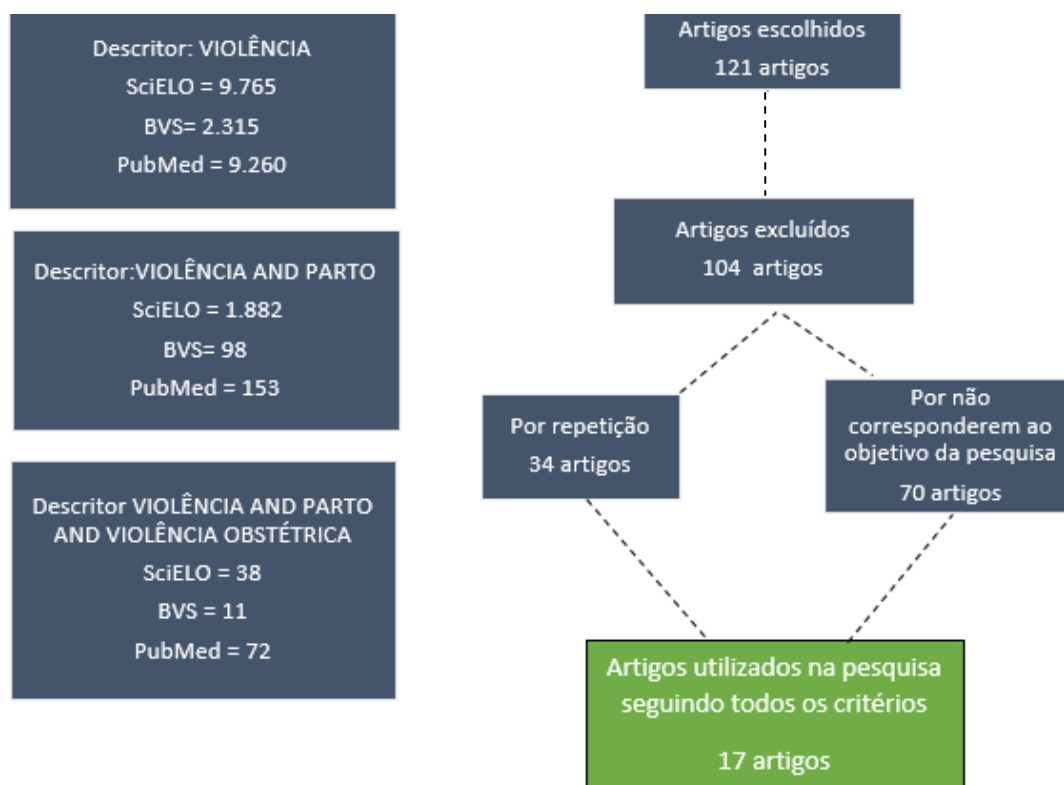 Descritor: VIOLÊNCIA
SciELO = 9.765
BVS= 2.315
PubMed = 9.260
Descritor:VIOLÊNCIA AND PARTO
SciELO = 1.882
BVS= 98
PubMed = 153
Descritor VIOLÊNCIA AND PARTO
AND VIOLÊNCIA OBSTÉTRICA
SciELO = 38
BVS = 11
PubMed = 72
Artigos escolhidos
121 artigos
Artigos excluídos
104 artigos
Por repetição
34 artigos
Por não
corresponderem ao
objetivo da pesquisa
70 artigos
Artigos utilizados na pesquisa
seguindo todos os critérios
17 artigos